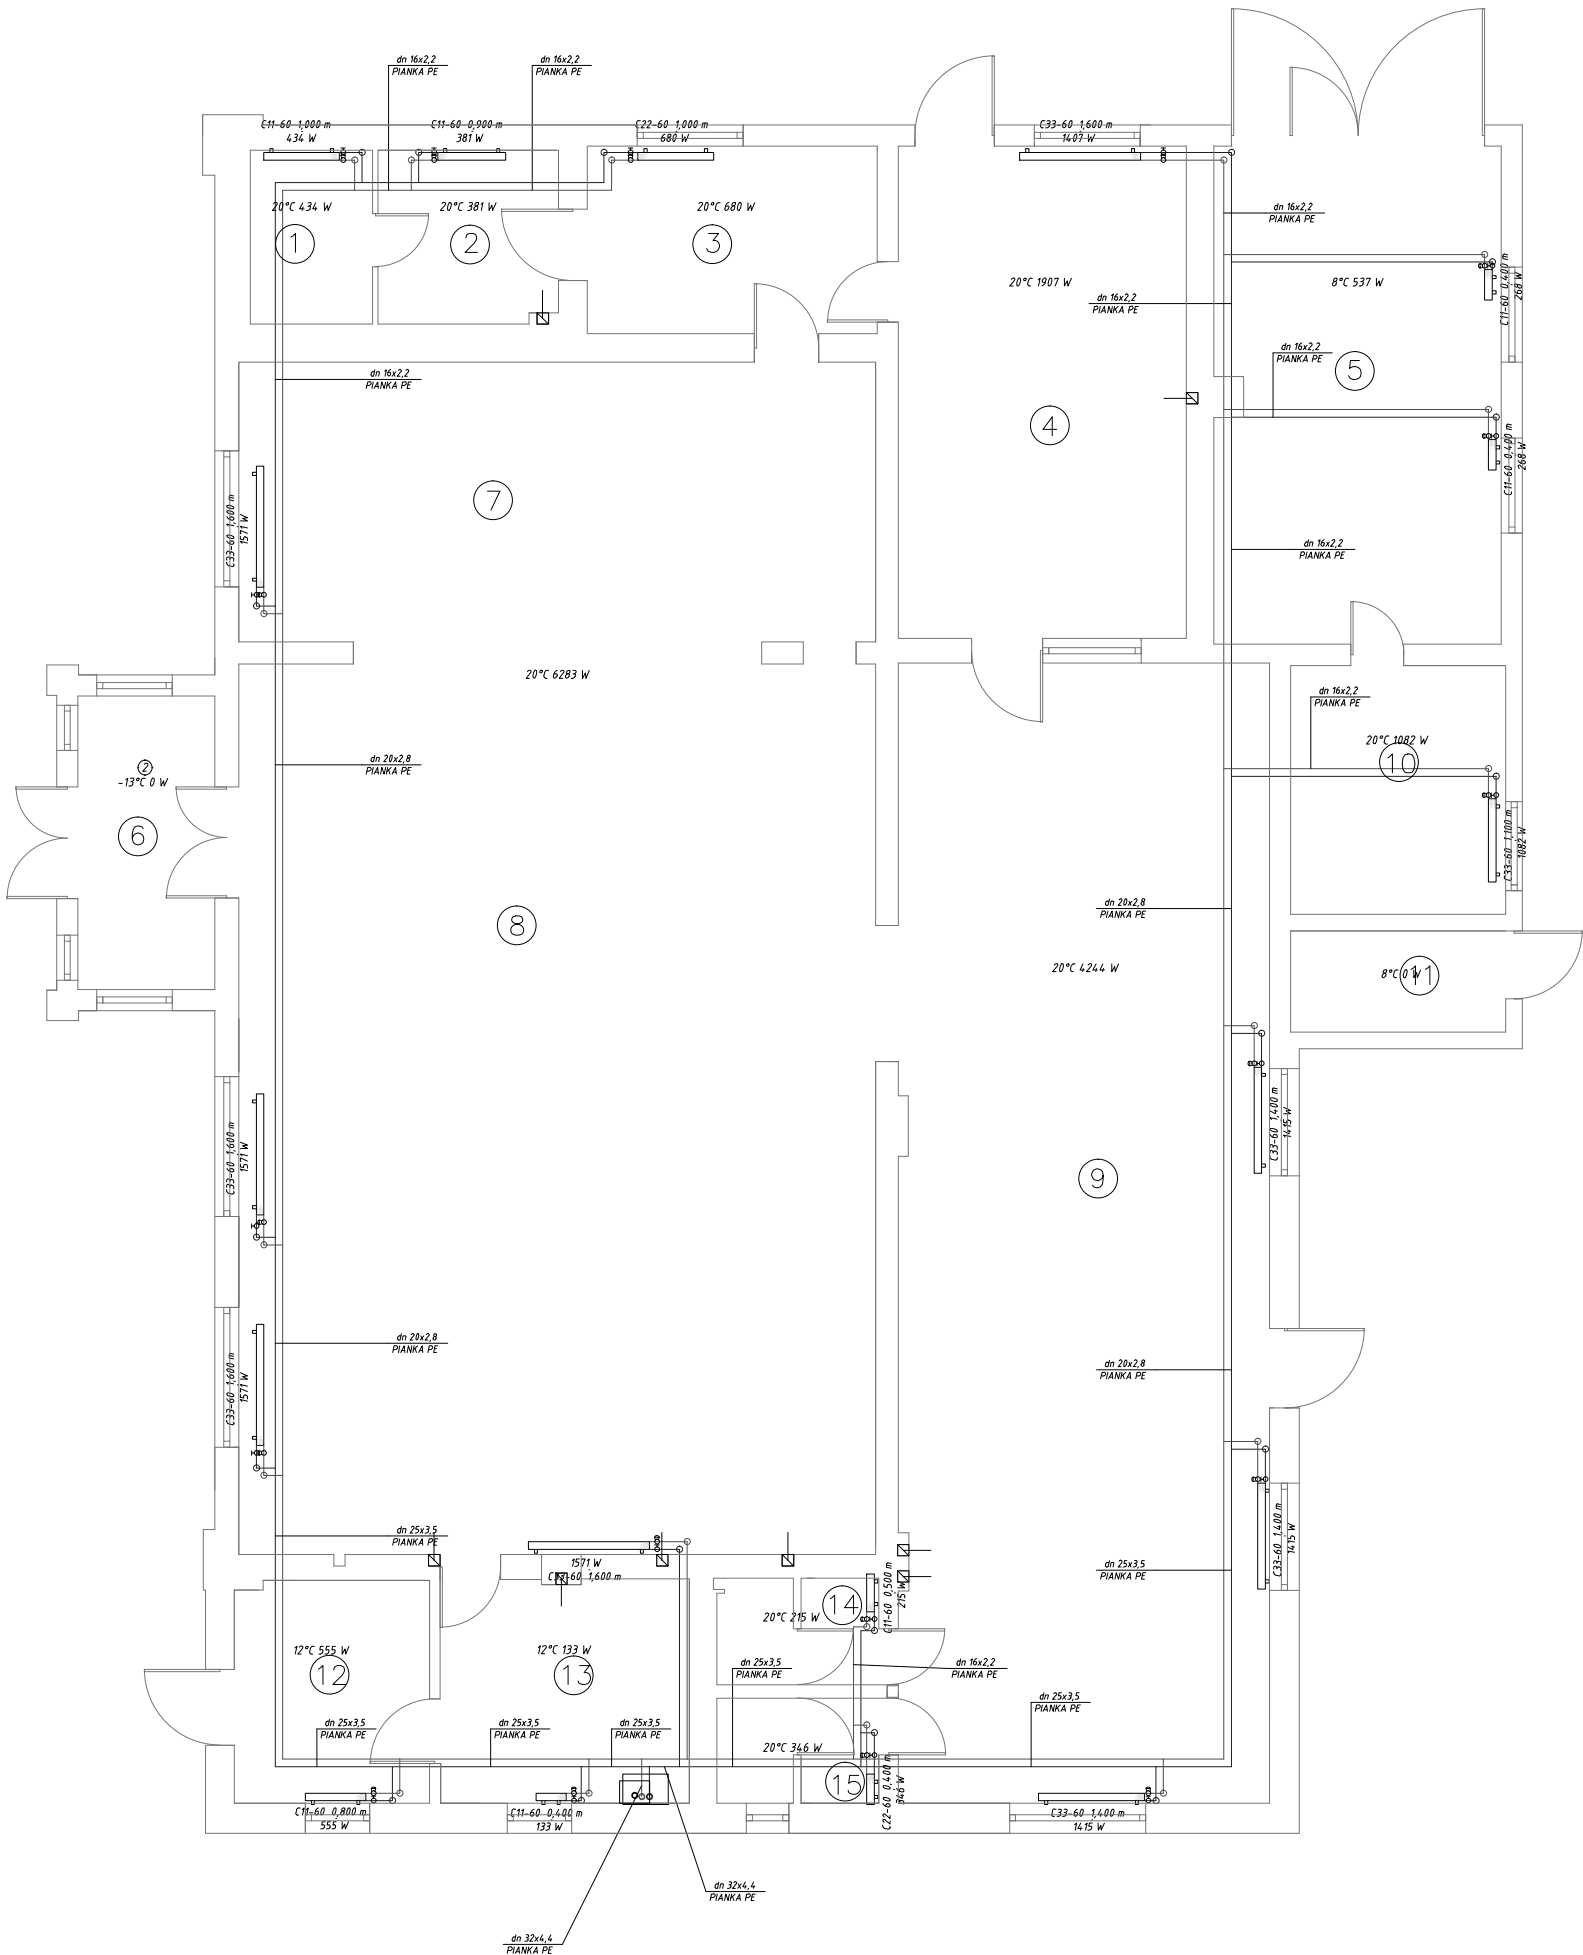 dn 16x2,2
PIANKA PE
dn 16x2,2
PIANKA PE
C11-60 1,000 m
434 W
C11-60 0,900 m
381 W
C22-60 1,000 m
680 W
C33-60 1,600 m
1407 W
20°C 434 W
1
20°C 381 W
2
20°C 680 W
3
dn 16x2,2
PIANKA PE
20°C 1907 W
dn 16x2,2
PIANKA PE
8°C 537 W
C11-60 0,400 m
268 W
dn 16x2,2
PIANKA PE
5
dn 16x2,2
PIANKA PE
4
C11-60 0,400 m
268 W
7
C33-60 1,600 m
1571 W
dn 16x2,2
PIANKA PE
20°C 6283 W
dn 16x2,2
PIANKA PE
20°C 1082 W
10
2
-13°C 0 W
6
dn 20x2,8
PIANKA PE
C33-60 1,100 m
1082 W
dn 20x2,8
PIANKA PE
8
20°C 4244 W
8°C 0 W
11
C33-60 1,600 m
1571 W
9
C33-60 1,400 m
1415 W
dn 20x2,8
PIANKA PE
C33-60 1,600 m
1571 W
dn 20x2,8
PIANKA PE
dn 25x3,5
PIANKA PE
1571 W
C33-60 1,600 m
dn 25x3,5
PIANKA PE
C33-60 1,400 m
1415 W
C11-60 0,500 m
215 W
14
20°C 215 W
12°C 555 W
12
12°C 133 W
13
dn 25x3,5
PIANKA PE
dn 16x2,2
PIANKA PE
dn 25x3,5
PIANKA PE
dn 25x3,5
PIANKA PE
dn 25x3,5
PIANKA PE
dn 25x3,5
PIANKA PE
20°C 346 W
15
C22-60 0,400 m
346 W
C11-60 0,800 m
555 W
C11-60 0,400 m
133 W
C33-60 1,400 m
1415 W
dn 32x4,4
PIANKA PE
dn 32x4,4
PIANKA PE